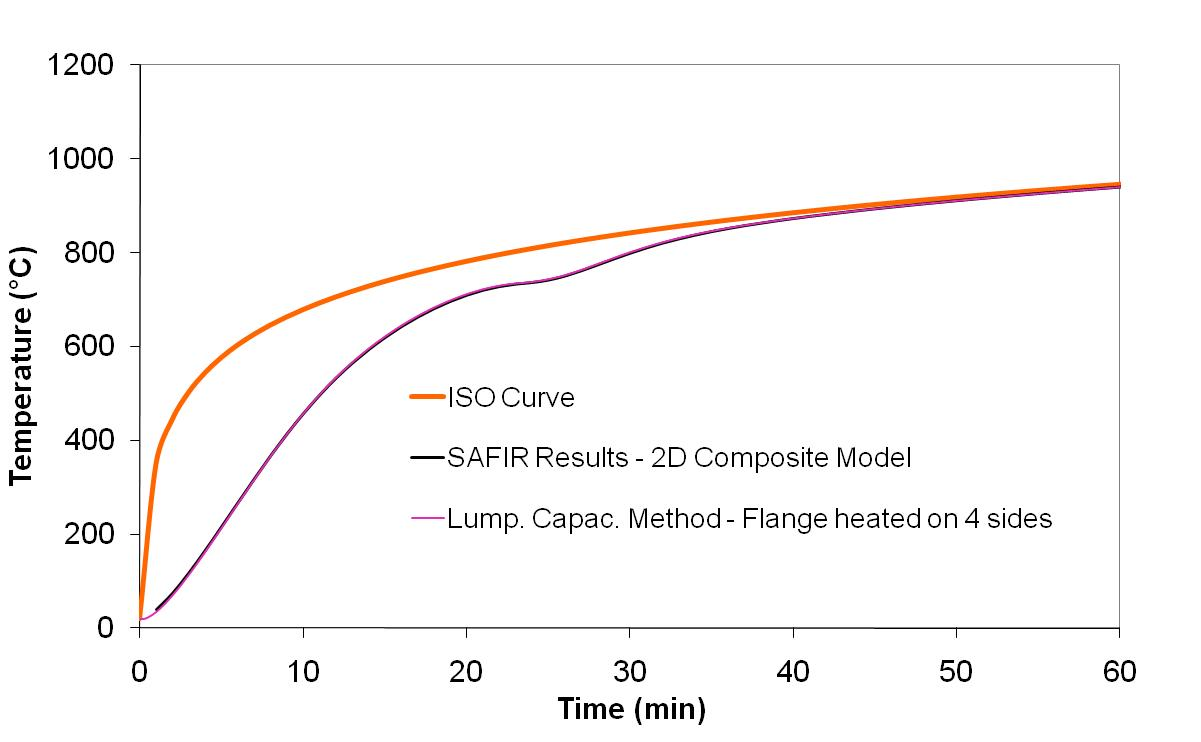 1200
1000
800
600
400
200
0
Temperature (°C)
ISO Curve
SAFIR Results - 2D Composite Model
Lump. Capac. Method - Flange heated on 4 sides
0 10 20 30 40 50 60
Time (min)